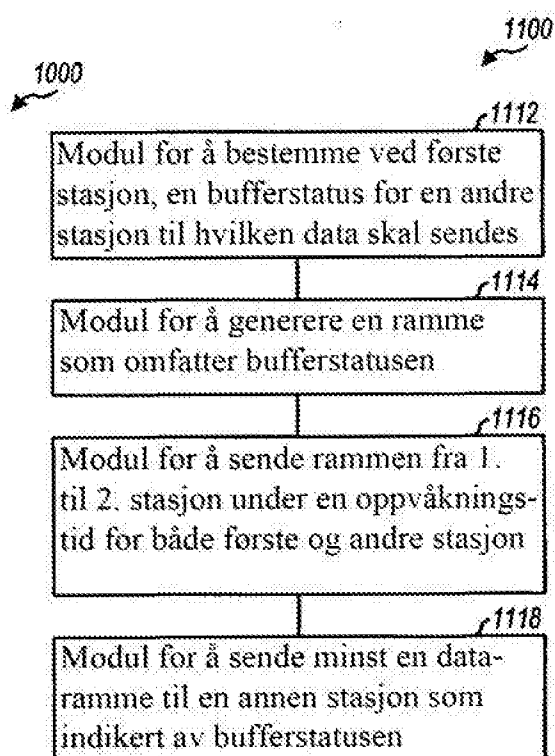 1100
1000
1112
Modul for å bestemme ved første
stasjon, en bufferstatus for en andre
stasjon til hvilken data skal sendes
1114
Modul for å generere en ramme
som omfatter bufferstatusen
1116
Modul for å sende rammen fra 1.
til 2. stasjon under en oppvåknings-
tid for både første og andre stasjon
1118
Modul for å sende minst en data-
ramme til en annen stasjon som
indikert av bufferstatusen